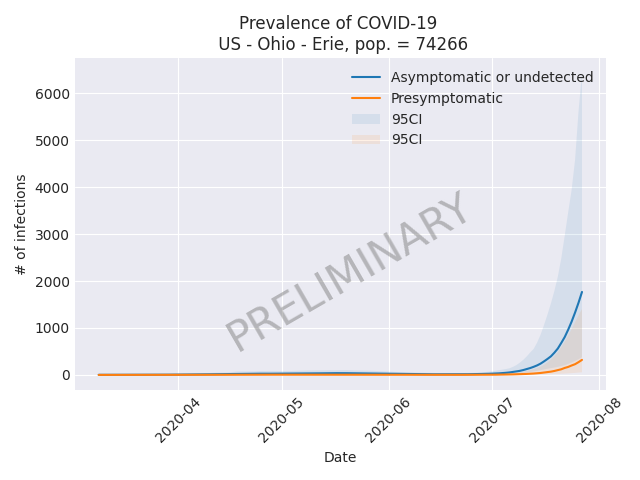 Prevalence of COVID-19
US - Ohio - Erie, pop. = 74266
Asymptomatic or undetected
Presymptomatic
95CI
95CI
6000
5000
4000
3000
2000
1000
0
# of infections
PRELIMINARY
2020-04
2020-05
2020-06
2020-07
2020-08
Date